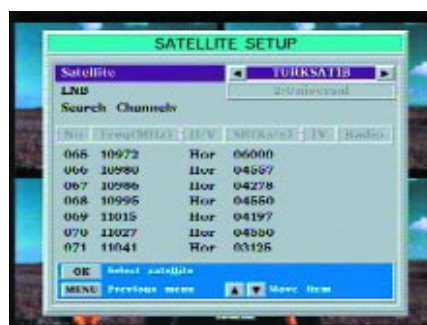 SATELLITE SETUP
Satellite TURKSAT1B
LNB 2:Universal
Search Channels
No Freq(MHz) H/V SR(Ks/s) TV Radio
065 10972 Hor 06000
066 10980 Hor 04557
067 10986 Hor 04278
068 10995 Hor 04550
069 11015 Hor 04197
070 11027 Hor 04550
071 11041 Hor 03125
OK Select satellite
MENU Previous menu Move item